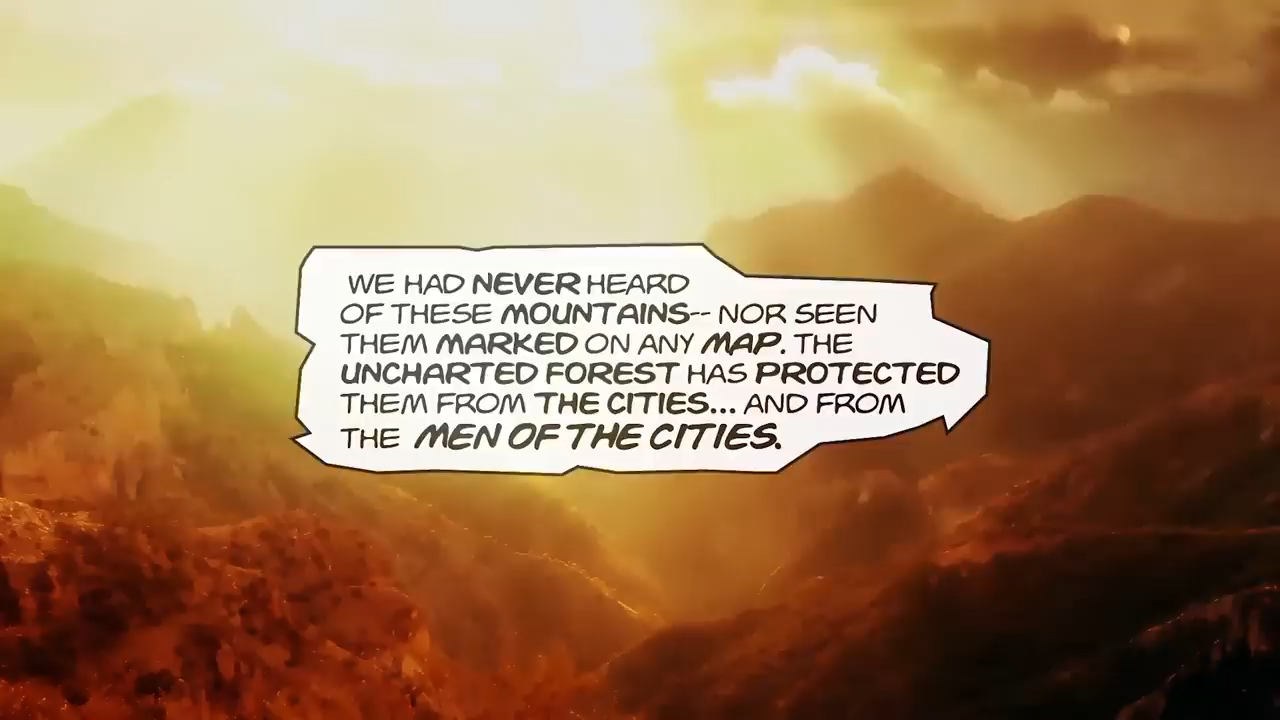 WE HAD NEVER HEARD
OF THESE MOUNTAINS-- NOR SEEN
THEM MARKED ON ANY MAP. THE
UNCHARTED FOREST HAS PROTECTED
THEM FROM THE CITIES... AND FROM
THE MEN OF THE CITIES.